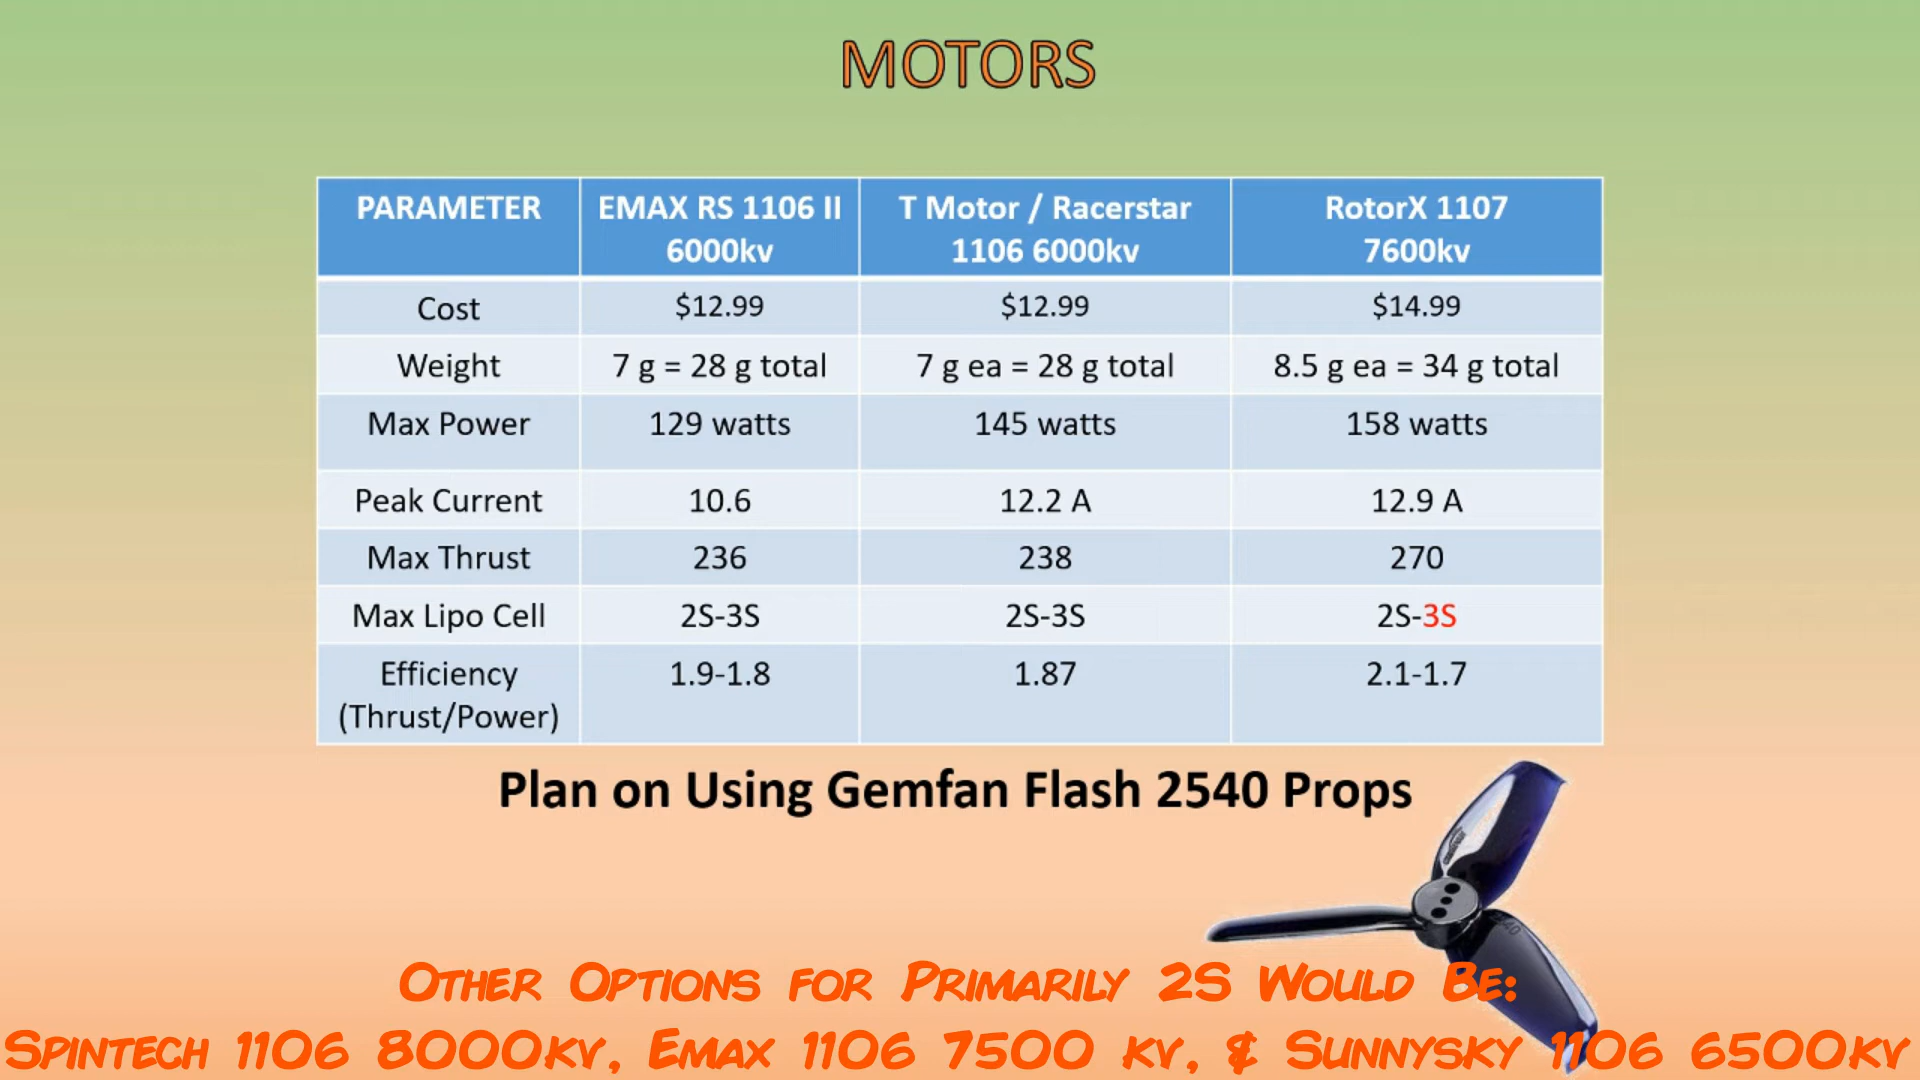 MOTORS
PARAMETER EMAX RS 1106 II 6000kv T Motor / Racerstar 1106 6000kv RotorX 1107 7600kv
Cost $12.99 $12.99 $14.99
Weight 7 g = 28 g total 7 g ea = 28 g total 8.5 g ea = 34 g total
Max Power 129 watts 145 watts 158 watts
Peak Current 10.6 12.2 A 12.9 A
Max Thrust 236 238 270
Max Lipo Cell 2S-3S 2S-3S 2S-3S
Efficiency (Thrust/Power) 1.9-1.8 1.87 2.1-1.7
Plan on Using Gemfan Flash 2540 Props
Other Options for Primarily 2S Would Be:
Spintech 1106 8000kv, Emax 1106 7500 kv, & Sunnysky 1106 6500kv